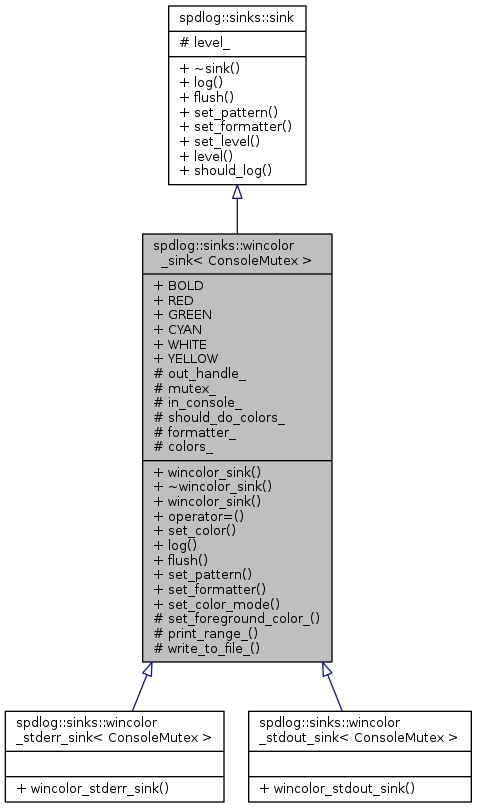 spdlog::sinks::sink
# level_
+ ~sink()
+ log()
+ flush()
+ set_pattern()
+ set_formatter()
+ set_level()
+ level()
+ should_log()
spdlog::sinks::wincolor
_sink< ConsoleMutex >
+ BOLD
+ RED
+ GREEN
+ CYAN
+ WHITE
+ YELLOW
# out_handle_
# mutex_
# in_console_
# should_do_colors_
# formatter_
# colors_
+ wincolor_sink()
+ ~wincolor_sink()
+ wincolor_sink()
+ operator=()
+ set_color()
+ log()
+ flush()
+ set_pattern()
+ set_formatter()
+ set_color_mode()
# set_foreground_color_()
# print_range_()
# write_to_file_()
spdlog::sinks::wincolor
_stderr_sink< ConsoleMutex >
+ wincolor_stderr_sink()
spdlog::sinks::wincolor
_stdout_sink< ConsoleMutex >
+ wincolor_stdout_sink()